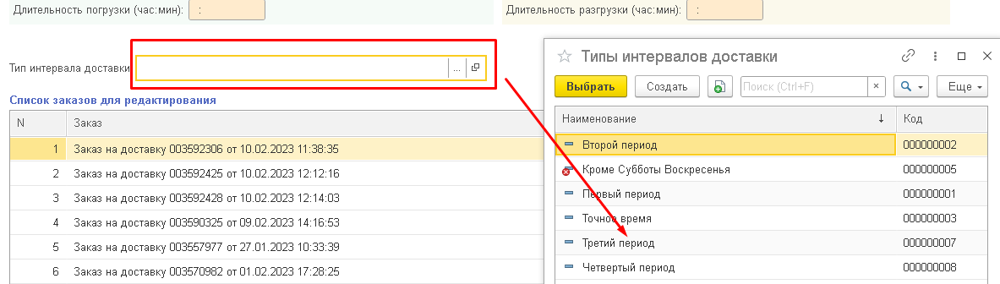 Длительность погрузки (час:мин): :
Длительность разгрузки (час:мин): :
Тип интервала доставки ...
Список заказов для редактирования
N Заказ
1 Заказ на доставку 003592306 от 10.02.2023 11:38:35
2 Заказ на доставку 003592425 от 10.02.2023 12:12:16
3 Заказ на доставку 003592428 от 10.02.2023 12:14:03
4 Заказ на доставку 003590325 от 09.02.2023 14:16:53
5 Заказ на доставку 003557977 от 27.01.2023 10:33:39
6 Заказ на доставку 003570982 от 01.02.2023 17:28:25
Типы интервалов доставки
Выбрать Создать Поиск (Ctrl+F) × Еще
Наименование ↓ Код
Второй период 000000002
Кроме Субботы Воскресенья 000000005
Первый период 000000001
Точное время 000000003
Третий период 000000007
Четвертый период 000000008